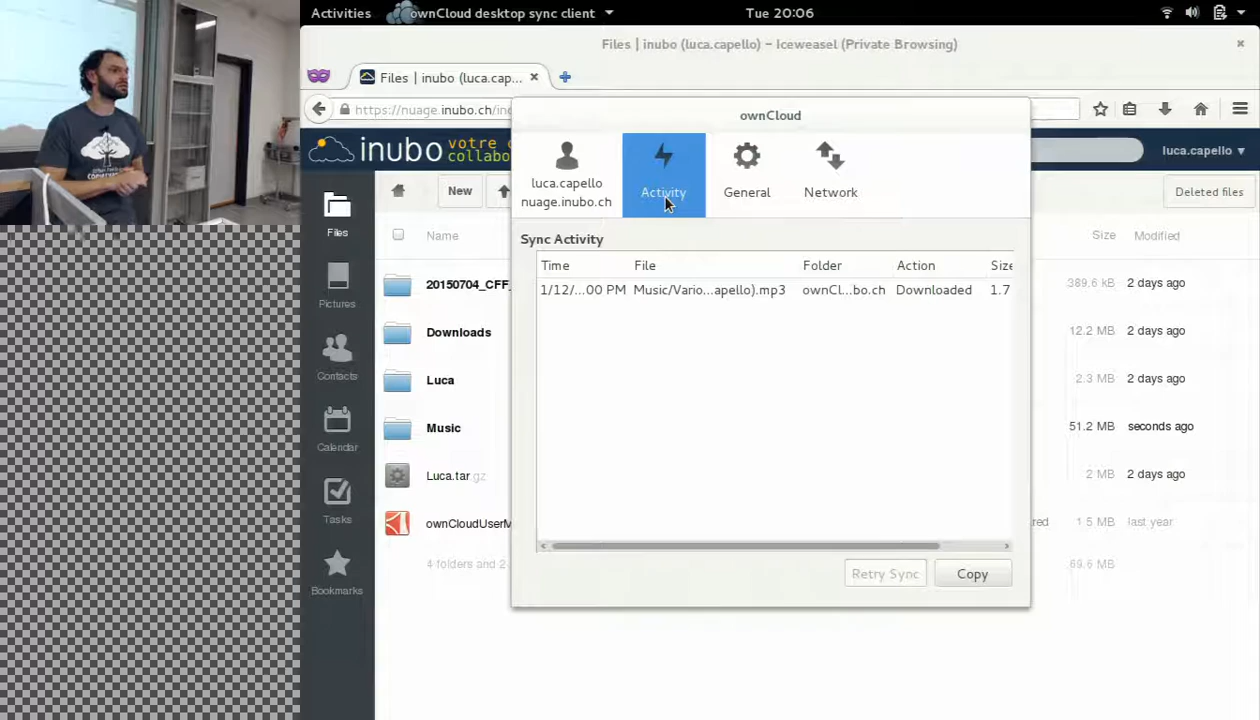 Activities ownCloud desktop sync client Tue 20:06
Files | inubo (luca.capello) – Iceweasel (Private Browsing)
Files | inubo (luca.cap...
https://nuage.inubo.ch/in
ownCloud
inubo votre
collab
luca.capello
luca.capello
nuage.inubo.ch
Activity
General
Network
Files
Pictures
Contacts
Calendar
Tasks
Bookmarks
New
Deleted files
Name Size Modified
Sync Activity
Time File Folder Action Size
1/12/...00 PM Music/Vario...apello).mp3 ownCl...bo.ch Downloaded 1.7
20150704_CFF_ 389.6 kB 2 days ago
Downloads 12.2 MB 2 days ago
Luca 2.3 MB 2 days ago
Music 51.2 MB seconds ago
Luca.tar.gz 2 MB 2 days ago
ownCloudUserM red 1.5 MB last year
4 folders and 2 69.6 MB
Retry Sync Copy